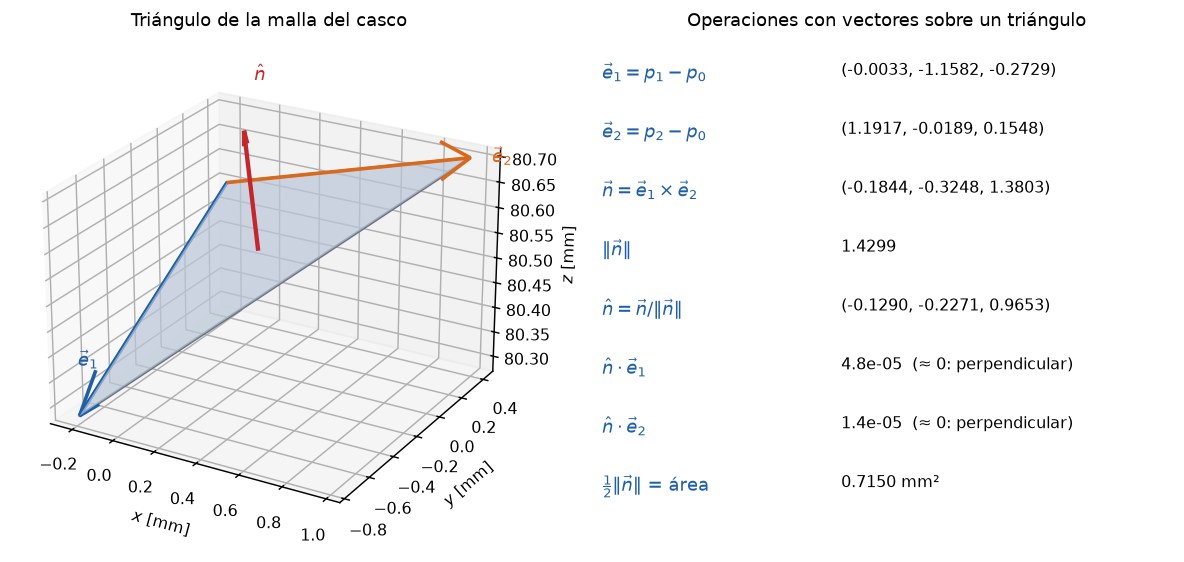 Triángulo de la malla del casco
n̂
e⃗₂
80.70
80.65
80.60
80.55
80.50
80.45
80.40
80.35
80.30
z [mm]
e⃗₁
0.4
0.2
0.0
−0.2
−0.4
−0.6
−0.8
y [mm]
−0.2
0.0
0.2
0.4
0.6
0.8
1.0
x [mm]
Operaciones con vectores sobre un triángulo
e⃗₁ = p₁ − p₀ (-0.0033, -1.1582, -0.2729)
e⃗₂ = p₂ − p₀ (1.1917, -0.0189, 0.1548)
n⃗ = e⃗₁ × e⃗₂ (-0.1844, -0.3248, 1.3803)
‖n⃗‖ 1.4299
n̂ = n⃗/‖n⃗‖ (-0.1290, -0.2271, 0.9653)
n̂ · e⃗₁ 4.8e-05 (≈ 0: perpendicular)
n̂ · e⃗₂ 1.4e-05 (≈ 0: perpendicular)
½‖n⃗‖ = área 0.7150 mm²